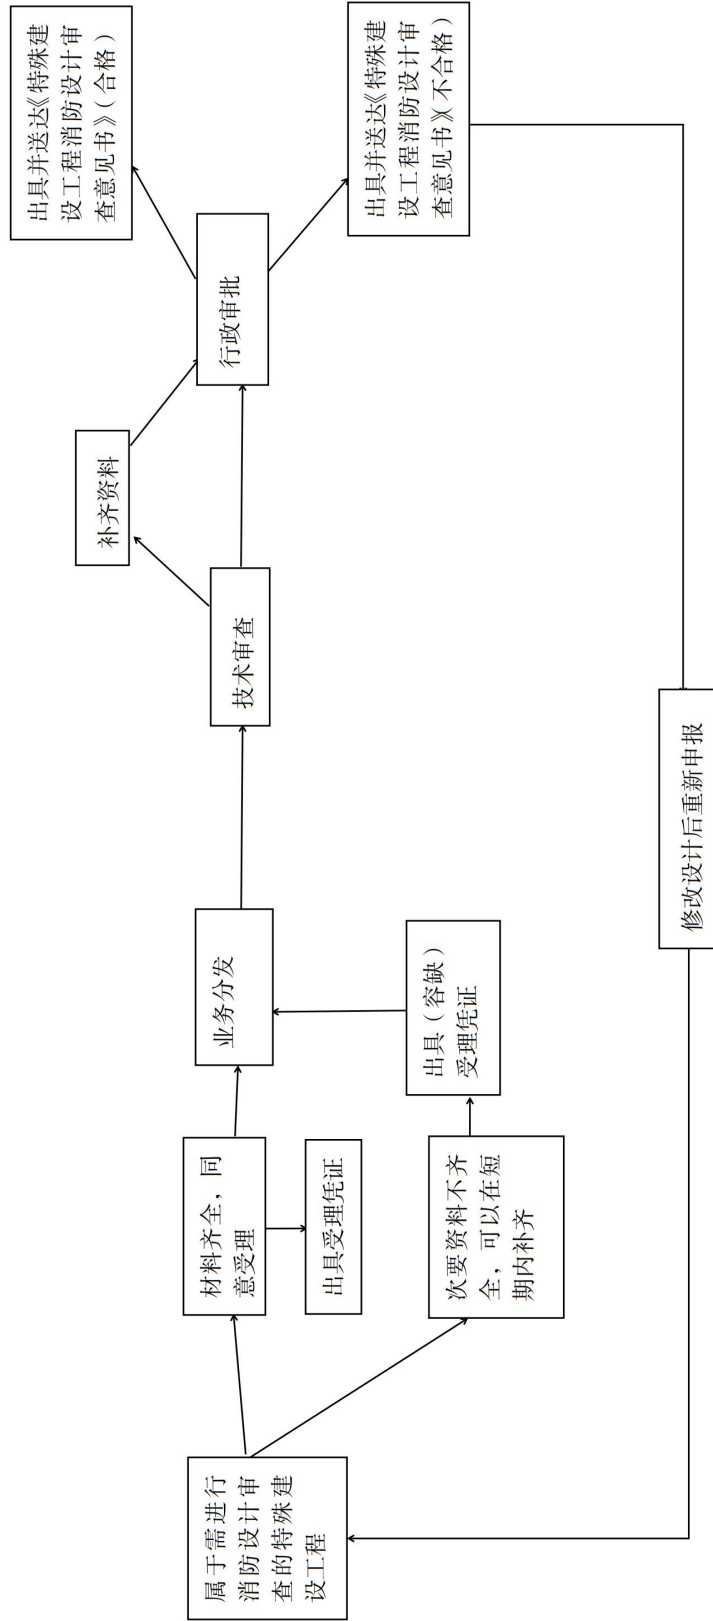 属于需进行
消防设计审
查的特殊建
设工程
材料齐全，同
意受理
出具受理凭证
次要资料不齐
全，可以在短
期内补齐
出具（容缺）
受理凭证
业务分发
技术审查
补齐资料
行政审批
出具并送达《特殊建
设工程消防设计审
查意见书》（合格）
出具并送达《特殊建
设工程消防设计审
查意见书》（不合格）
修改设计后重新申报